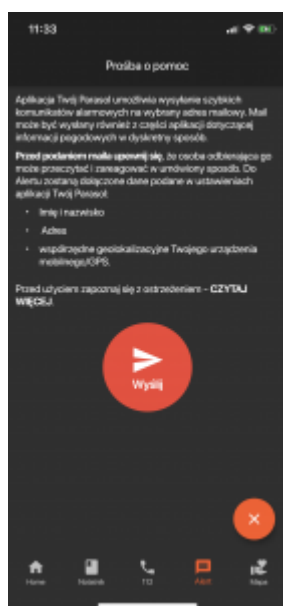 11:33
Prośba o pomoc
Aplikacja Twój Parasol umożliwia wysyłanie szybkich
komunikatów alarmowych na wybrany adres mailowy. Mail
może być wysłany również z części aplikacji dotyczącej
informacji pogodowych w dyskretny sposób.
Przed podaniem maila upewnij się, że osoba odbierająca go
może przeczytać i zareagować w umówiony sposób. Do
Alertu zostaną dołączone dane podane w ustawieniach
aplikacji Twój Parasol:
Imię i nazwisko
Adres
współrzędne geolokalizacyjne Twojego urządzenia
mobilnego/GPS.
Przed użyciem zapoznaj się z ostrzeżeniem - CZYTAJ
WIĘCEJ.
Wyślij
Home Notatnik 112 Alert Mapa